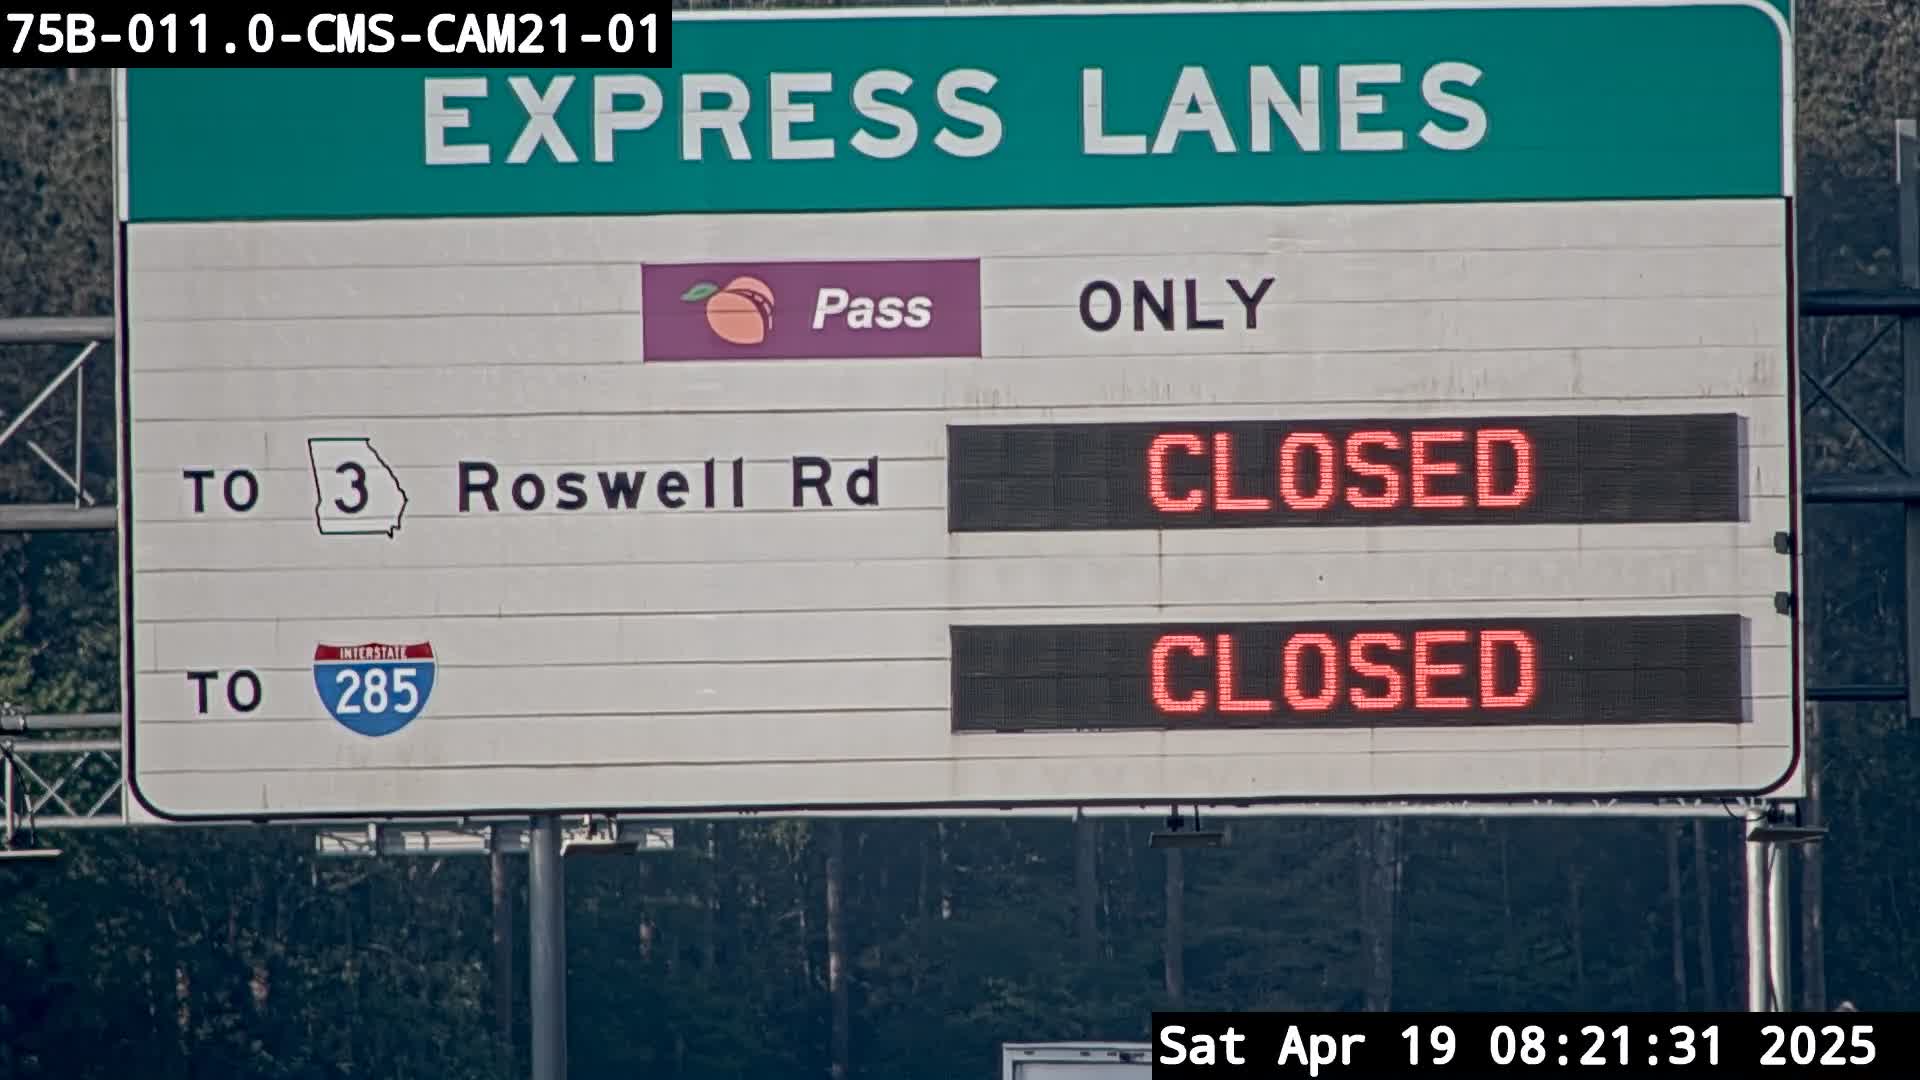 75B-011.0-CMS-CAM21-01
EXPRESS LANES
Pass ONLY
TO 3 Roswell Rd CLOSED
INTERSTATE
TO 285 CLOSED
Sat Apr 19 08:21:31 2025